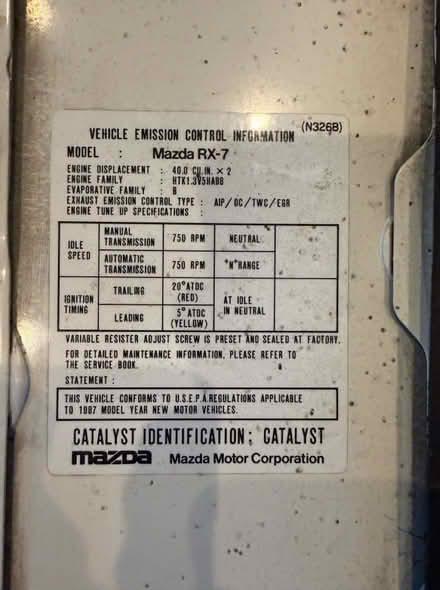 (N326B)
VEHICLE EMISSION CONTROL INFORMATION
MODEL : Mazda RX-7
ENGINE DISPLACEMENT : 40.0 CU.IN. × 2
ENGINE FAMILY : HTK1.3V5HAB8
EVAPORATIVE FAMILY : B
EXHAUST EMISSION CONTROL TYPE : AIP/OC/TWC/EGR
ENGINE TUNE UP SPECIFICATIONS :
IDLE SPEED MANUAL TRANSMISSION 750 RPM NEUTRAL
AUTOMATIC TRANSMISSION 750 RPM "N"RANGE
IGNITION TIMING TRAILING 20°ATDC (RED) AT IDLE IN NEUTRAL
LEADING 5°ATDC (YELLOW)
VARIABLE RESISTER ADJUST SCREW IS PRESET AND SEALED AT FACTORY.
FOR DETAILED MAINTENANCE INFORMATION, PLEASE REFER TO
THE SERVICE BOOK.
STATEMENT :
THIS VEHICLE CONFORMS TO U.S.E.P.A.REGULATIONS APPLICABLE
TO 1987 MODEL YEAR NEW MOTOR VEHICLES.
CATALYST IDENTIFICATION; CATALYST
mazda Mazda Motor Corporation